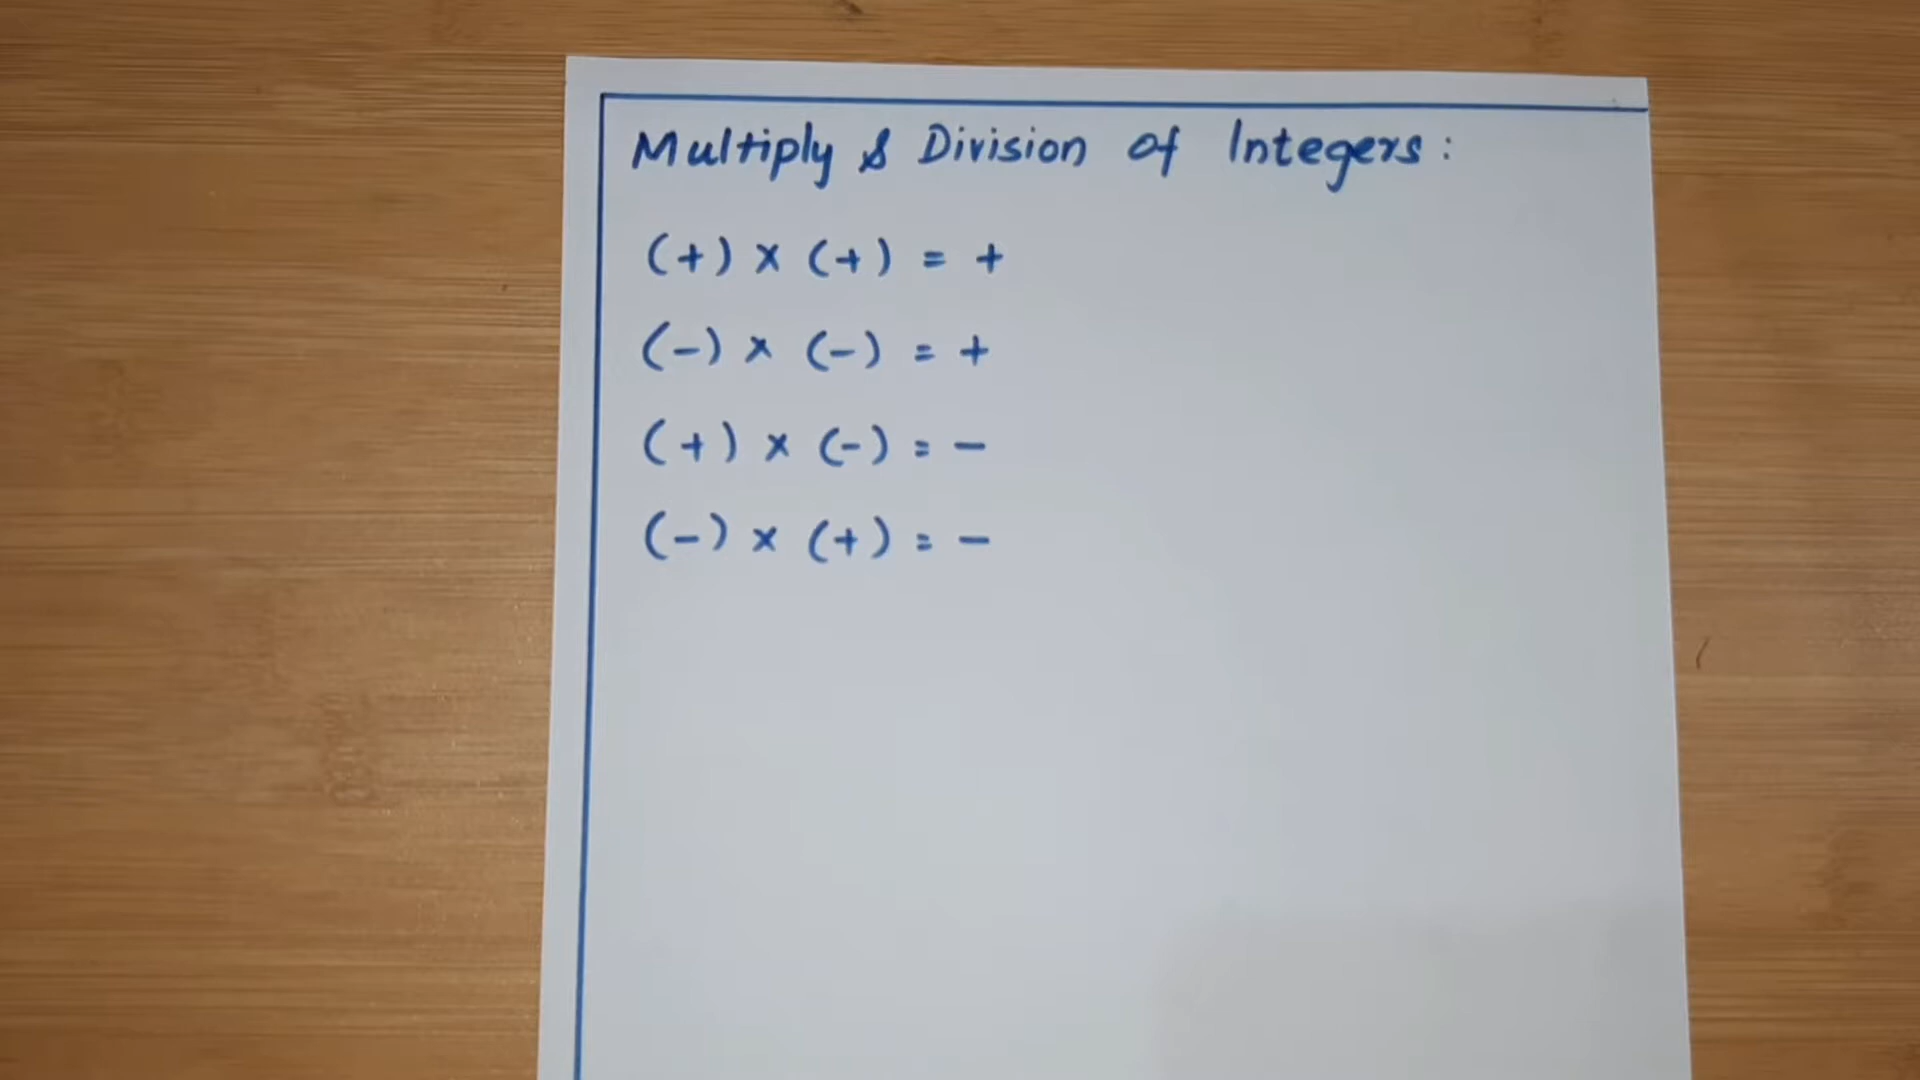 Multiply & Division of Integers:
(+) × (+) = +
(-) × (-) = +
(+) × (-) = -
(-) × (+) = -